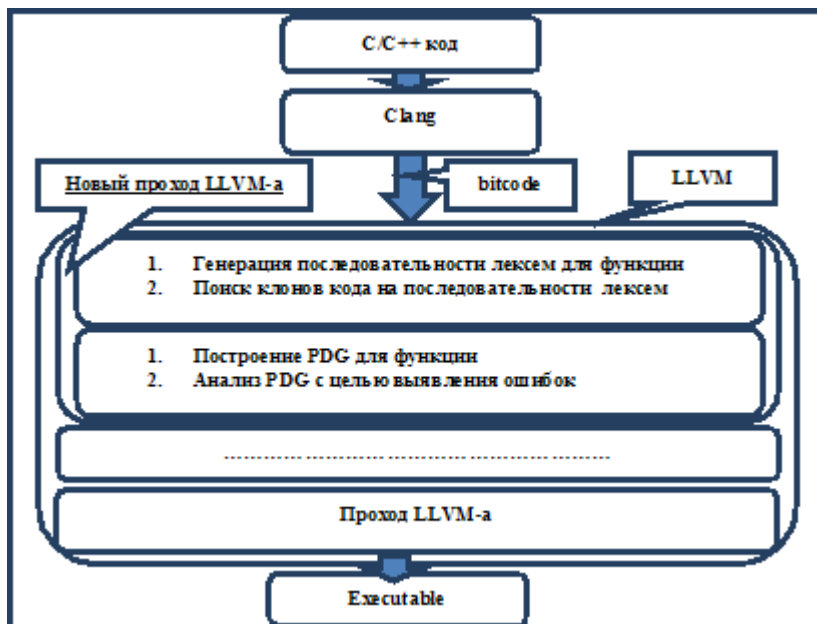 C/C++ код
Clang
Новый проход LLVM-а
bitcode
LLVM
1. Генерация последовательности лексем для функции
2. Поиск клонов кода на последовательности лексем
1. Построение PDG для функции
2. Анализ PDG с целью выявления ошибок
………………………………………………………
Проход LLVM-а
Executable